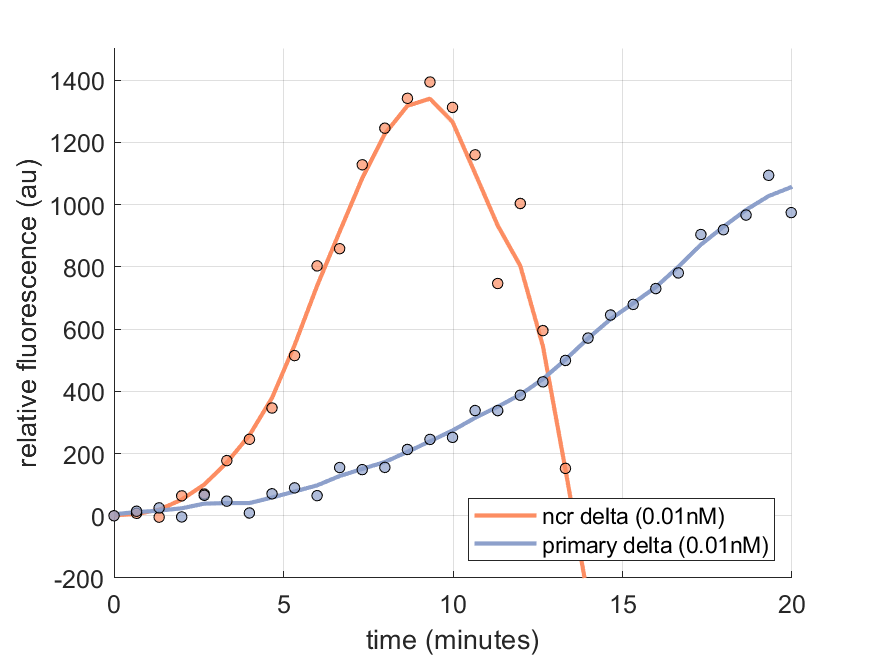 1400
1200
1000
800
600
400
200
0
-200
relative fluorescence (au)
ncr delta (0.01nM)
primary delta (0.01nM)
0 5 10 15 20
time (minutes)